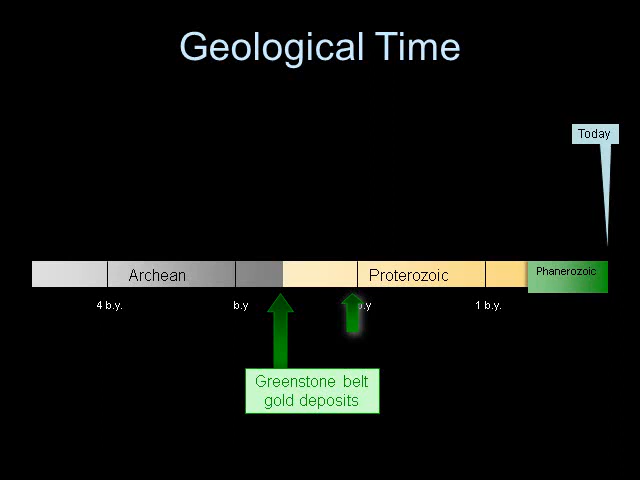 Geological Time
Today
Archean
Proterozoic
Phanerozoic
4 b.y.
b.y
b.y
1 b.y.
Greenstone belt
gold deposits